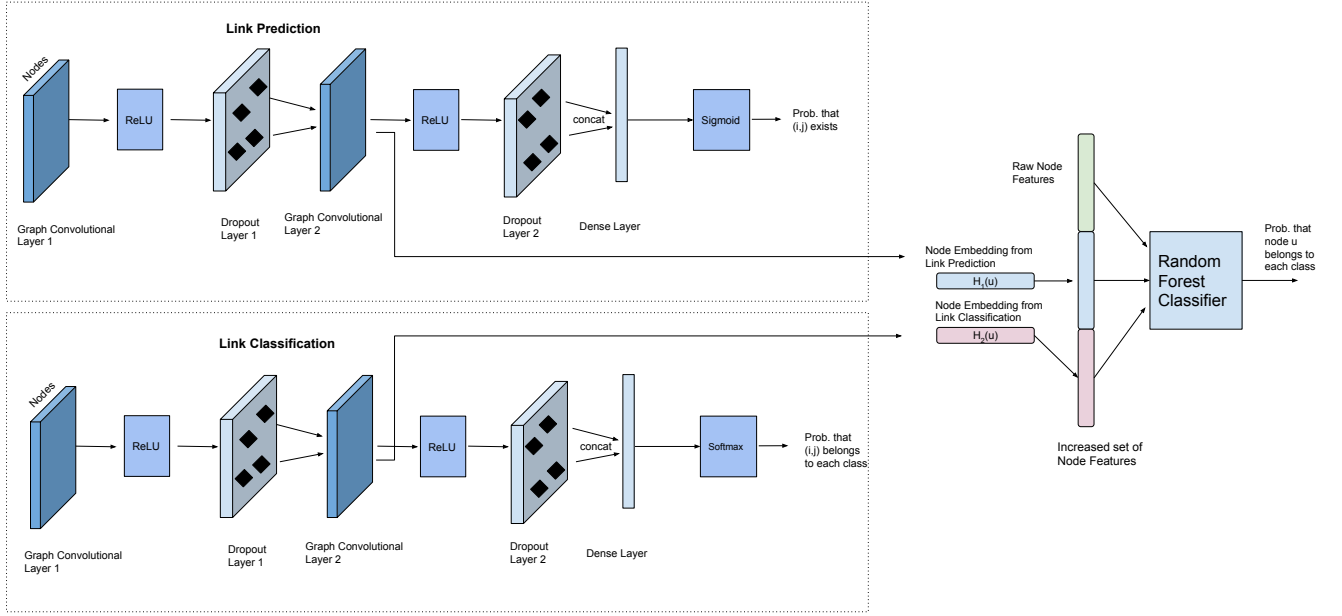 Link Prediction
Nodes
ReLU
ReLU
concat
Sigmoid
Prob. that
(i,j) exists
Graph Convolutional
Layer 1
Dropout
Layer 1
Graph Convolutional
Layer 2
Dropout
Layer 2
Dense Layer
Link Classification
Nodes
ReLU
ReLU
concat
Softmax
Prob. that
(i,j) belongs
to each class
Graph Convolutional
Layer 1
Dropout
Layer 1
Graph Convolutional
Layer 2
Dropout
Layer 2
Dense Layer
Raw Node
Features
Node Embedding from
Link Prediction
H₁(u)
Node Embedding from
Link Classification
H₂(u)
Increased set of
Node Features
Random
Forest
Classifier
Prob. that
node u
belongs to
each class